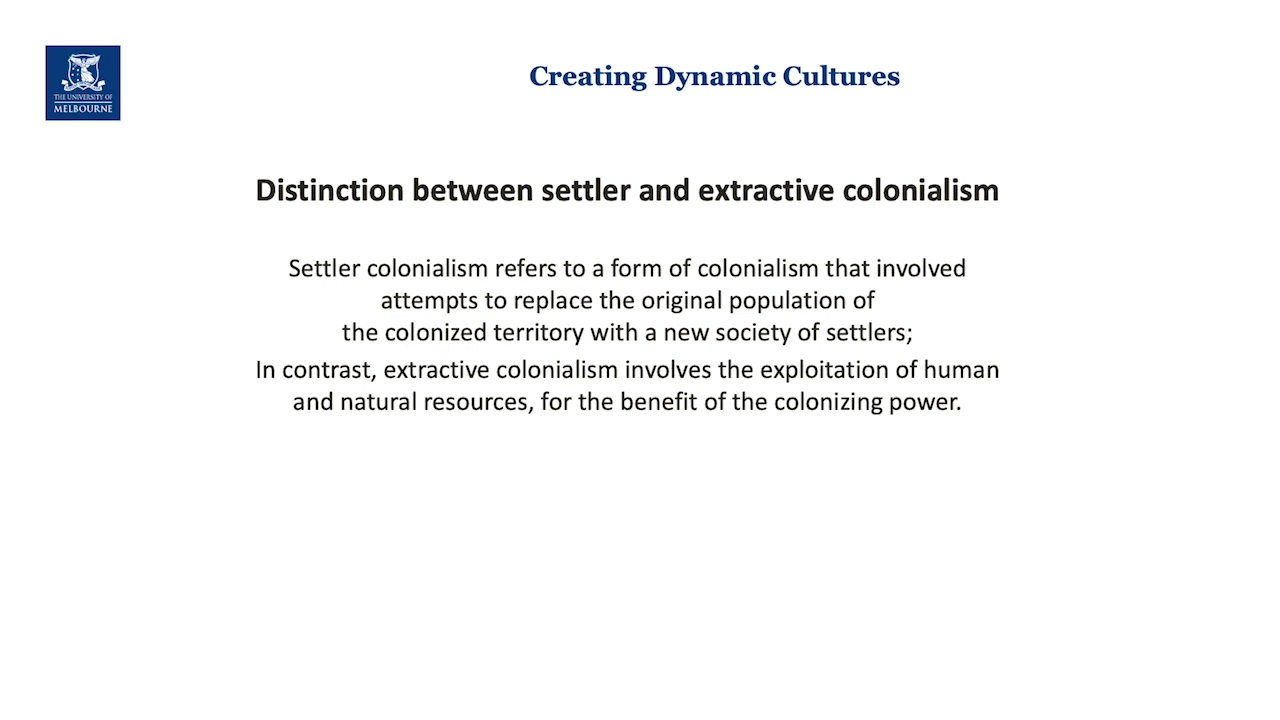 THE UNIVERSITY OF
MELBOURNE
Creating Dynamic Cultures
Distinction between settler and extractive colonialism
Settler colonialism refers to a form of colonialism that involved
attempts to replace the original population of
the colonized territory with a new society of settlers;
In contrast, extractive colonialism involves the exploitation of human
and natural resources, for the benefit of the colonizing power.